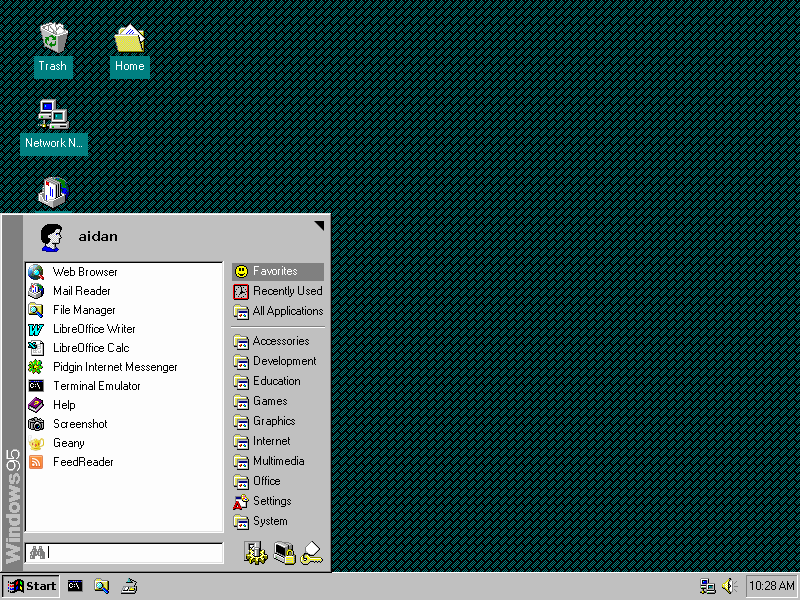 Trash
Home
Network N...
aidan
Web Browser
Mail Reader
File Manager
LibreOffice Writer
LibreOffice Calc
Pidgin Internet Messenger
Terminal Emulator
Help
Screenshot
Geany
FeedReader
Favorites
Recently Used
All Applications
Accessories
Development
Education
Games
Graphics
Internet
Multimedia
Office
Settings
System
Windows95
Start
10:28 AM